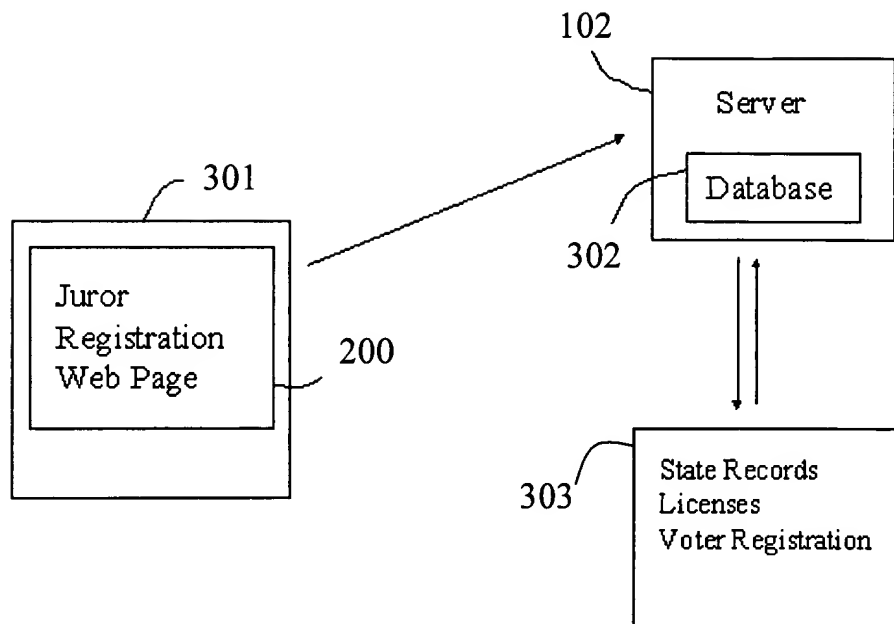 102
Server
301
Database
302
Juror
Registration
Web Page
200
303
State Records
Licenses
Voter Registration